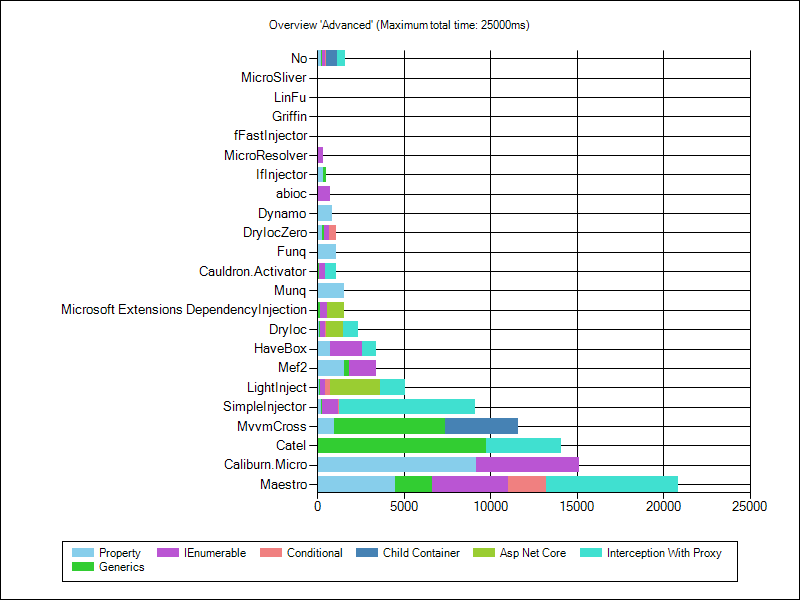 Overview 'Advanced' (Maximum total time: 25000ms)
No
MicroSliver
LinFu
Griffin
fFastInjector
MicroResolver
IfInjector
abioc
Dynamo
DryIocZero
Funq
Cauldron.Activator
Munq
Microsoft Extensions DependencyInjection
DryIoc
HaveBox
Mef2
LightInject
SimpleInjector
MvvmCross
Catel
Caliburn.Micro
Maestro
0 5000 10000 15000 20000 25000
Property IEnumerable Conditional Child Container Asp Net Core Interception With Proxy
Generics